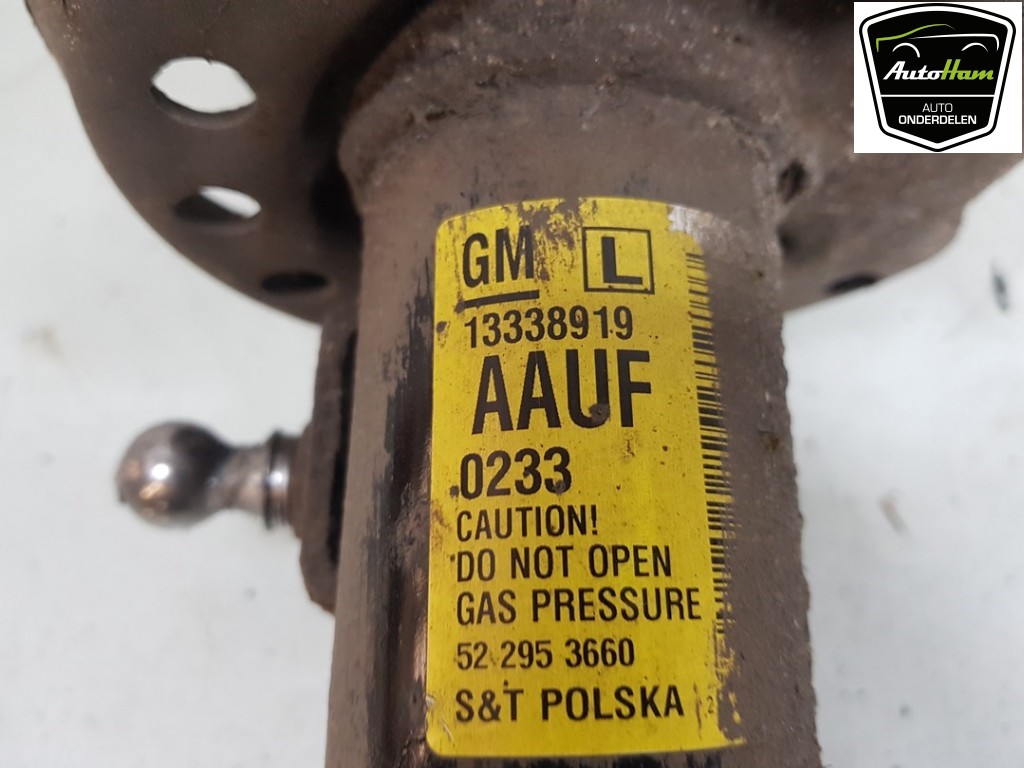 AutoHam
AUTO
ONDERDELEN
GM L
13338919
AAUF
0233
CAUTION!
DO NOT OPEN
GAS PRESSURE
52 295 3660
S&T POLSKA